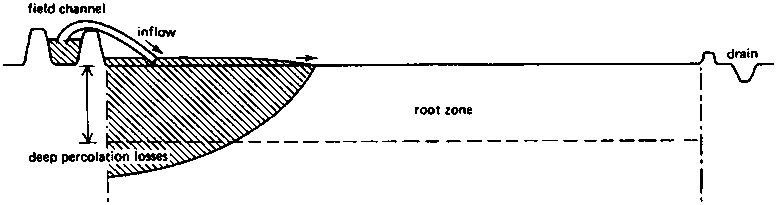 field channel
inflow
drain
root zone
deep percolation losses